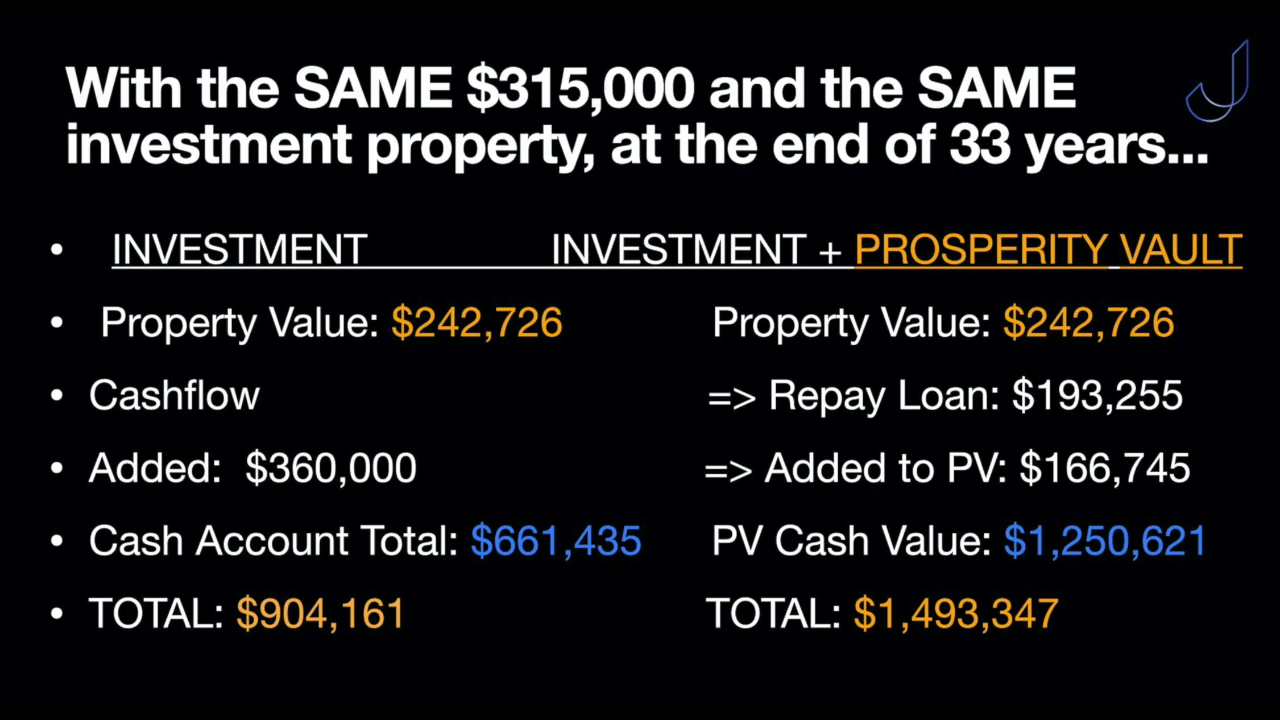 With the SAME $315,000 and the SAME
investment property, at the end of 33 years...
• INVESTMENT INVESTMENT + PROSPERITY VAULT
• Property Value: $242,726 Property Value: $242,726
• Cashflow => Repay Loan: $193,255
• Added: $360,000 => Added to PV: $166,745
• Cash Account Total: $661,435 PV Cash Value: $1,250,621
• TOTAL: $904,161 TOTAL: $1,493,347